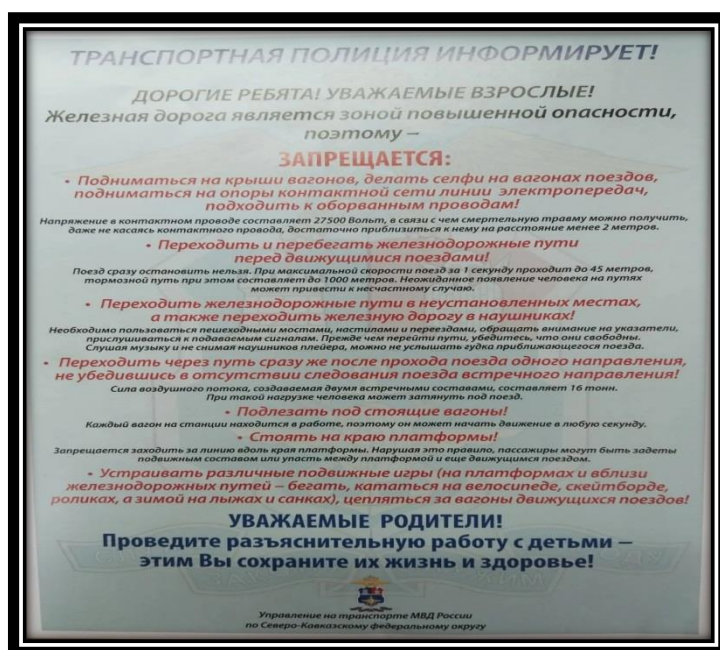 ТРАНСПОРТНАЯ ПОЛИЦИЯ ИНФОРМИРУЕТ!
ДОРОГИЕ РЕБЯТА! УВАЖАЕМЫЕ ВЗРОСЛЫЕ!
Железная дорога является зоной повышенной опасности,
поэтому —
ЗАПРЕЩАЕТСЯ:
• Подниматься на крыши вагонов, делать селфи на вагонах поездов,
подниматься на опоры контактной сети линии электропередач,
подходить к оборванным проводам!
Напряжение в контактном проводе составляет 27500 Вольт, в связи с чем смертельную травму можно получить,
даже не касаясь контактного провода, достаточно приблизиться к нему на расстояние менее 2 метров.
• Переходить и перебегать железнодорожные пути
перед движущимися поездами!
Поезд сразу остановить нельзя. При максимальной скорости поезд за 1 секунду проходит до 45 метров,
тормозной путь при этом составляет до 1000 метров. Неожиданное появление человека на путях
может привести к несчастному случаю.
• Переходить железнодорожные пути в неустановленных местах,
а также переходить железную дорогу в наушниках!
Необходимо пользоваться пешеходными мостами, настилами и переездами, обращать внимание на указатели,
прислушиваться к подаваемым сигналам. Прежде чем перейти пути, убедитесь, что они свободны.
Слушая музыку и не снимая наушников плейера, можно не услышать гудка приближающегося поезда.
• Переходить через путь сразу же после прохода поезда одного направления,
не убедившись в отсутствии следования поезда встречного направления!
Сила воздушного потока, создаваемая двумя встречными составами, составляет 16 тонн.
При такой нагрузке человека может затянуть под поезд.
• Подлезать под стоящие вагоны!
Каждый вагон на станции находится в работе, поэтому он может начать движение в любую секунду.
• Стоять на краю платформы!
Запрещается заходить за линию вдоль края платформы. Нарушая это правило, пассажиры могут быть задеты
подвижным составом или упасть между платформой и еще движущимся поездом.
• Устраивать различные подвижные игры (на платформах и вблизи
железнодорожных путей — бегать, кататься на велосипеде, скейтборде,
роликах, а зимой на лыжах и санках), цепляться за вагоны движущихся поездов!
УВАЖАЕМЫЕ РОДИТЕЛИ!
Проведите разъяснительную работу с детьми —
этим Вы сохраните их жизнь и здоровье!
Управление на транспорте МВД России
по Северо-Кавказскому федеральному округу